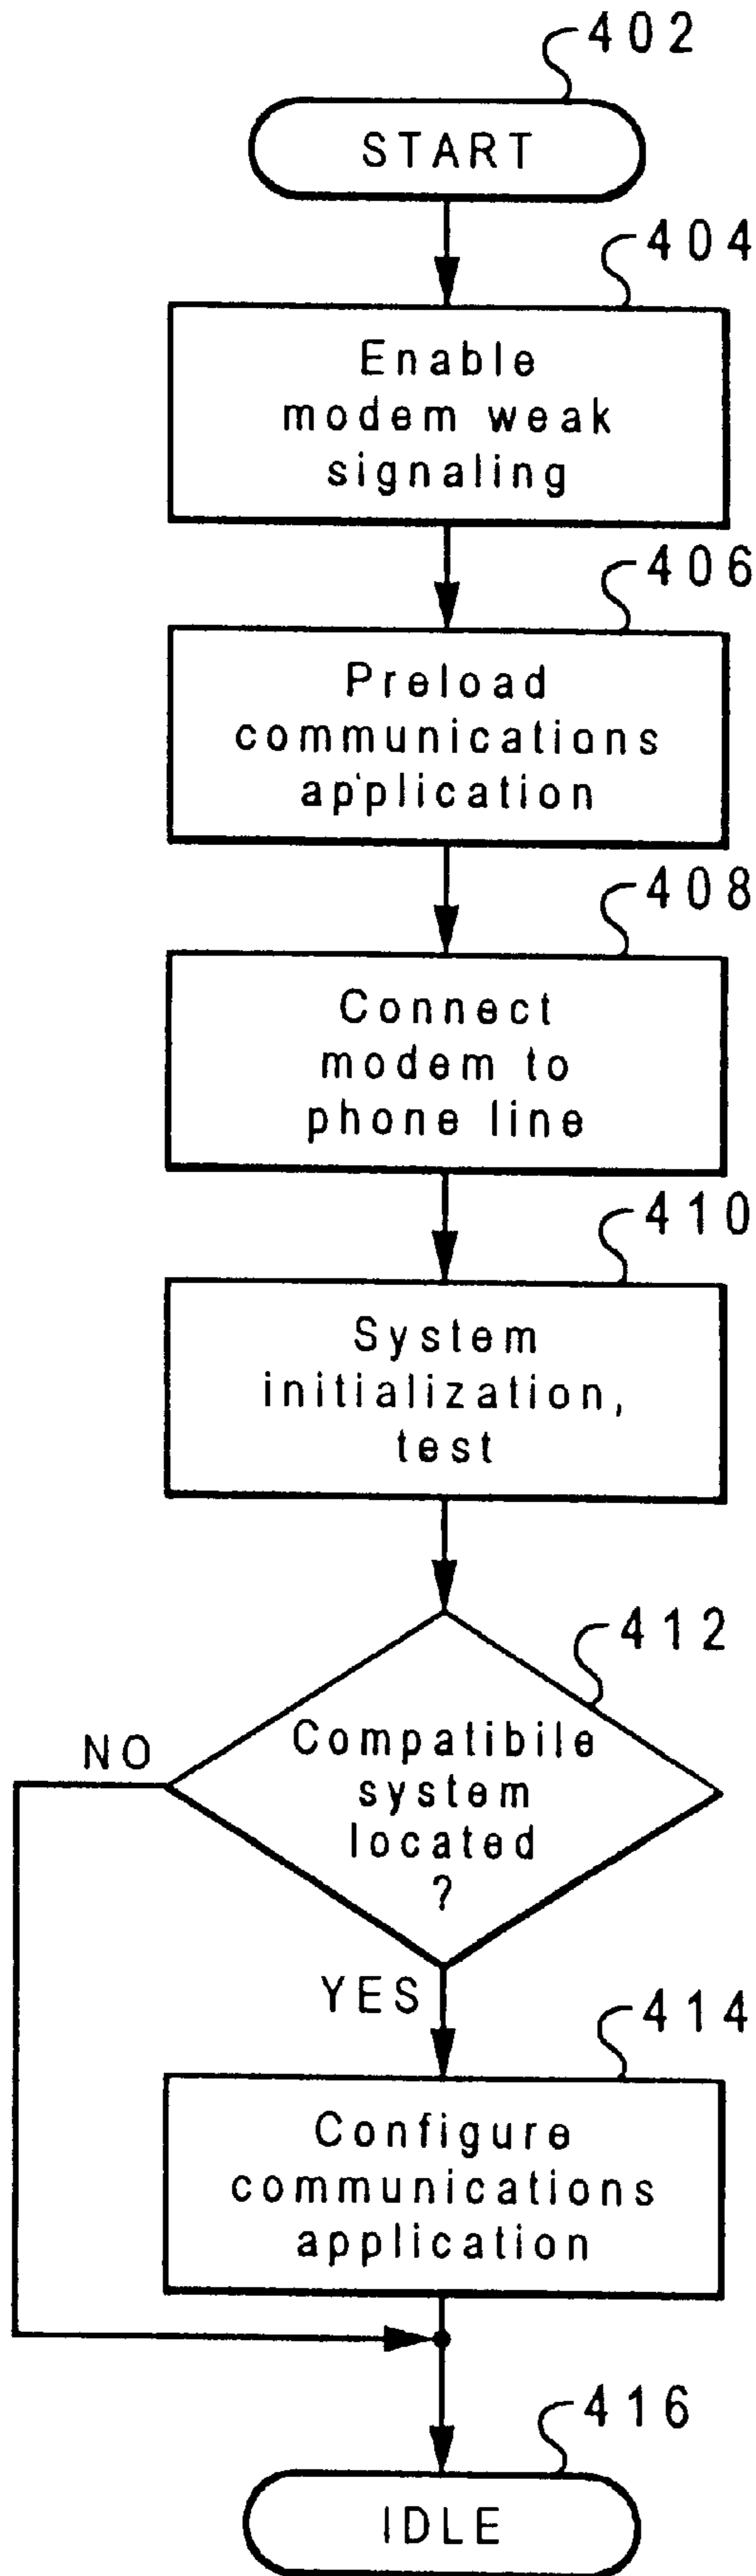 402
START
404
Enable
modem weak
signaling
406
Preload
communications
application
408
Connect
modem to
phone line
410
System
initialization,
test
412
NO
Compatibile
system
located
?
YES
414
Configure
communications
application
416
IDLE